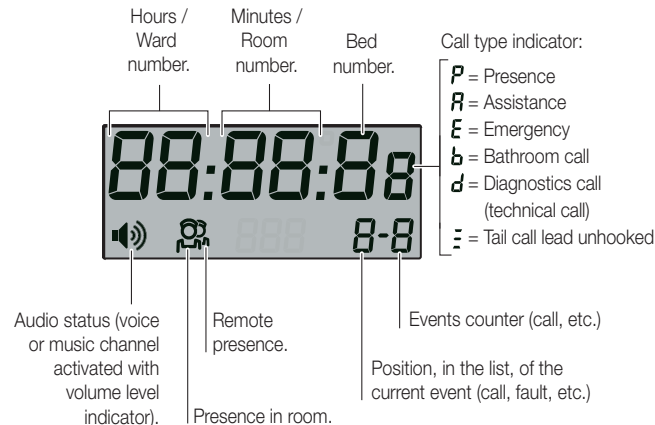 Hours /
Ward
number.
Minutes /
Room
number.
Bed
number.
Call type indicator:
P = Presence
A = Assistance
E = Emergency
b = Bathroom call
d = Diagnostics call
(technical call)
= Tail call lead unhooked
88:88:88
888
8-8
Audio status (voice
or music channel
activated with
volume level
indicator).
Remote
presence.
Presence in room.
Events counter (call, etc.)
Position, in the list, of the
current event (call, fault, etc.)